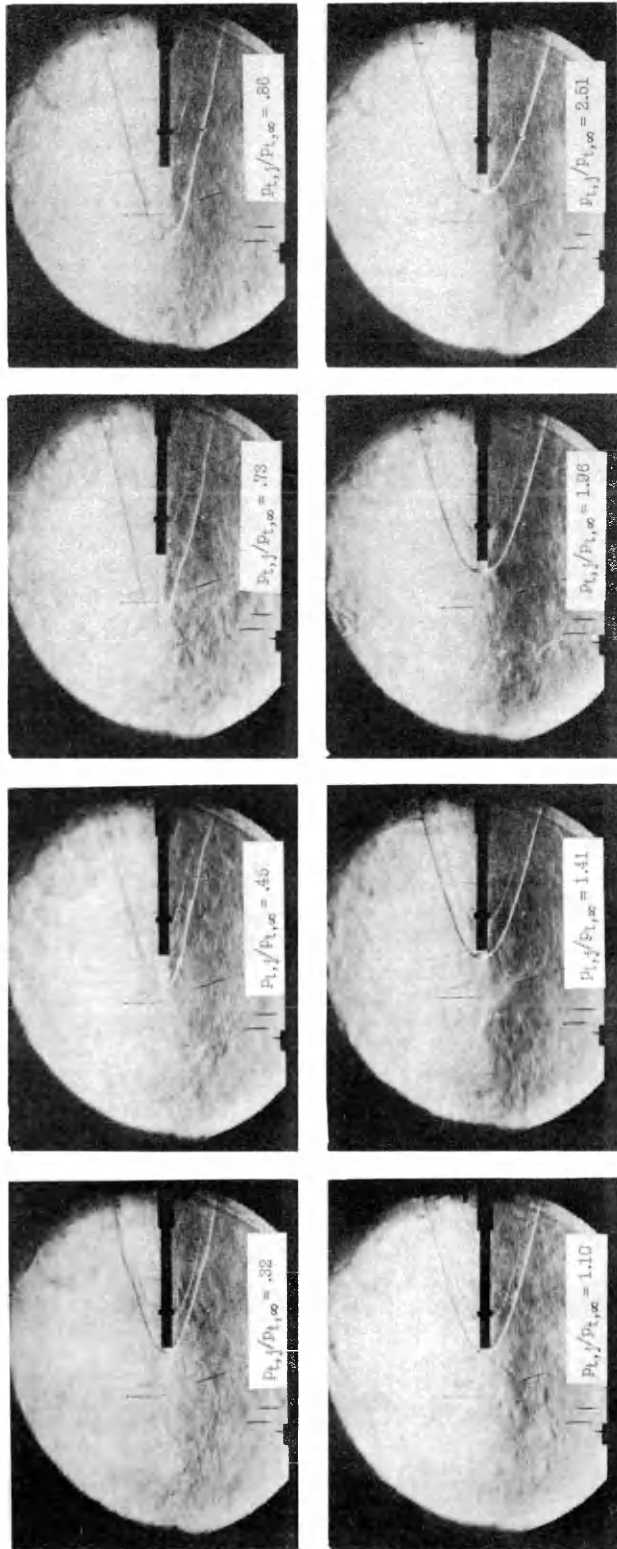 p_t,j/p_t,∞ = .32
p_t,j/p_t,∞ = .45
p_t,j/p_t,∞ = .73
p_t,j/p_t,∞ = .86
p_t,j/p_t,∞ = 1.10
p_t,j/p_t,∞ = 1.41
p_t,j/p_t,∞ = 1.96
p_t,j/p_t,∞ = 2.51